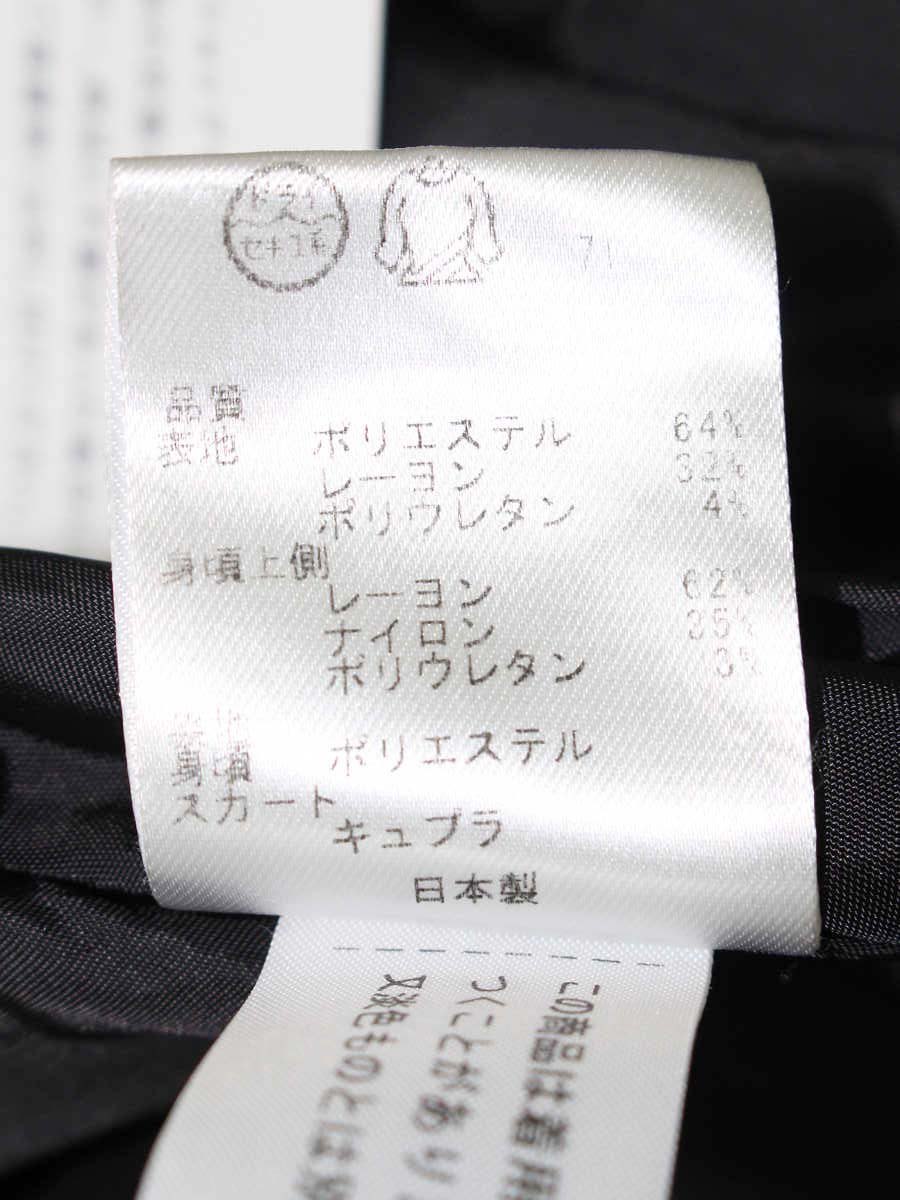 ドライ
セキユ系
71
品質
表地 ポリエステル 64%
レーヨン 32%
ポリウレタン 4%
身頃上側
レーヨン 62%
ナイロン 35%
ポリウレタン 3%
裏地
身頃 ポリエステル
スカート
キュプラ
日本製
この商品は着用
つくことがあり
又淡色ものとは